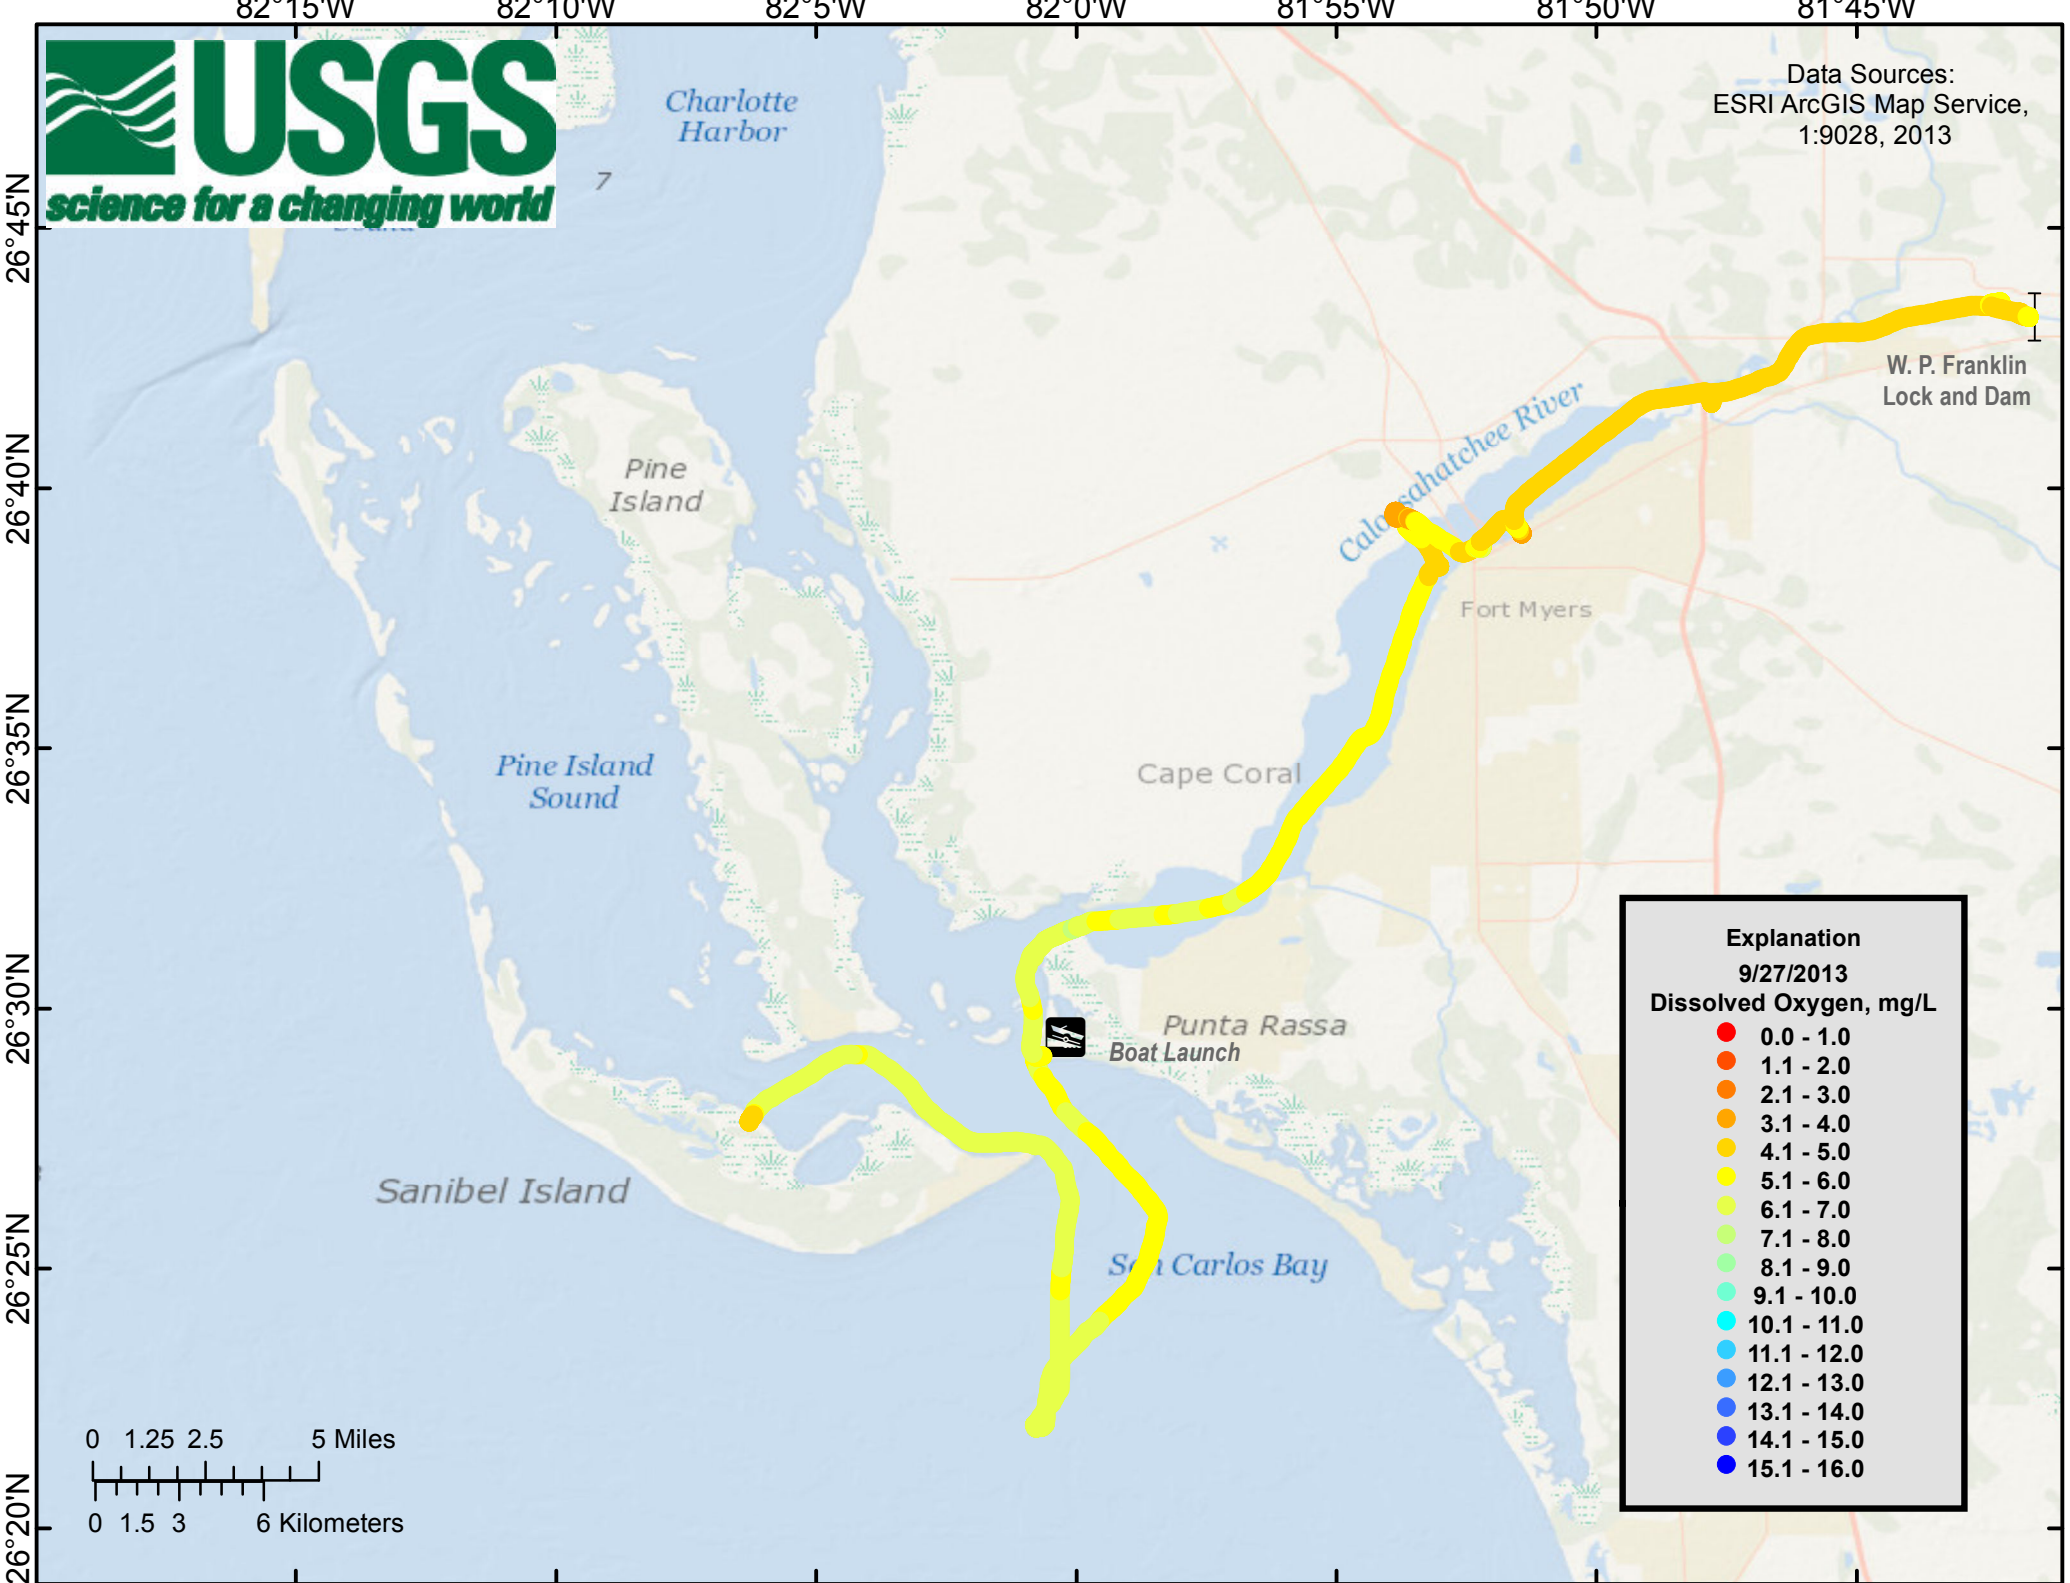 82°15'W 82°10'W 82°5'W 82°0'W 81°55'W 81°50'W 81°45'W
USGS
science for a changing world
Data Sources:
ESRI ArcGIS Map Service,
1:9028, 2013
Charlotte
Harbor
7
26°45'N
26°40'N
26°35'N
26°30'N
26°25'N
26°20'N
W. P. Franklin
Lock and Dam
Caloosahatchee River
Pine
Island
Fort Myers
Pine Island
Sound
Cape Coral
Punta Rassa
Boat Launch
Sanibel Island
San Carlos Bay
Explanation
9/27/2013
Dissolved Oxygen, mg/L
0.0 - 1.0
1.1 - 2.0
2.1 - 3.0
3.1 - 4.0
4.1 - 5.0
5.1 - 6.0
6.1 - 7.0
7.1 - 8.0
8.1 - 9.0
9.1 - 10.0
10.1 - 11.0
11.1 - 12.0
12.1 - 13.0
13.1 - 14.0
14.1 - 15.0
15.1 - 16.0
0 1.25 2.5 5 Miles
0 1.5 3 6 Kilometers